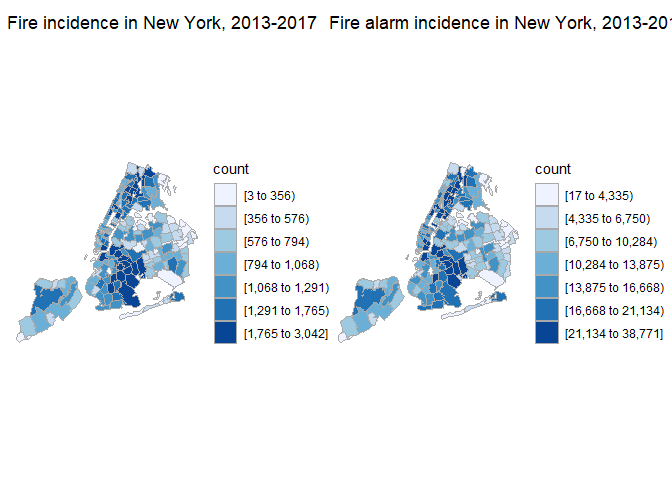 Fire incidence in New York, 2013-2017
count
[3 to 356)
[356 to 576)
[576 to 794)
[794 to 1,068)
[1,068 to 1,291)
[1,291 to 1,765)
[1,765 to 3,042]
Fire alarm incidence in New York, 2013-201
count
[17 to 4,335)
[4,335 to 6,750)
[6,750 to 10,284)
[10,284 to 13,875)
[13,875 to 16,668)
[16,668 to 21,134)
[21,134 to 38,771]